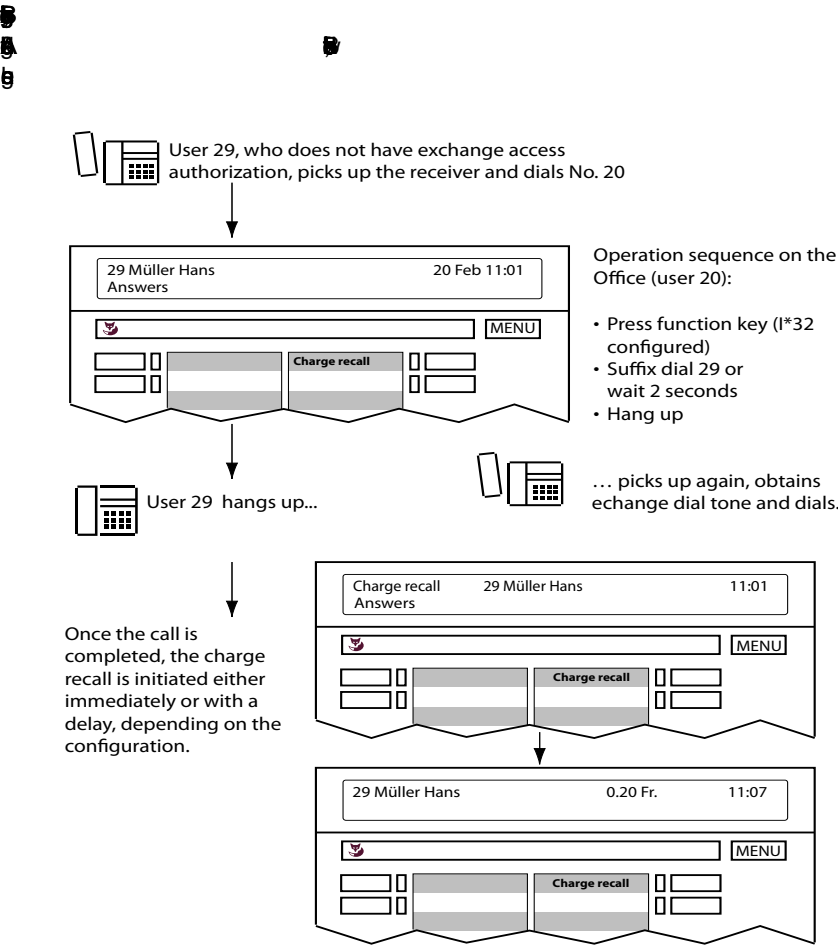 User 29, who does not have exchange access
authorization, picks up the receiver and dials No. 20
29 Müller Hans 20 Feb 11:01
Answers
MENU
Charge recall
Operation sequence on the
Office (user 20):
• Press function key (I*32
configured)
• Suffix dial 29 or
wait 2 seconds
• Hang up
User 29 hangs up...
… picks up again, obtains
echange dial tone and dials.
Once the call is
completed, the charge
recall is initiated either
immediately or with a
delay, depending on the
configuration.
Charge recall 29 Müller Hans 11:01
Answers
MENU
Charge recall
29 Müller Hans 0.20 Fr. 11:07
MENU
Charge recall